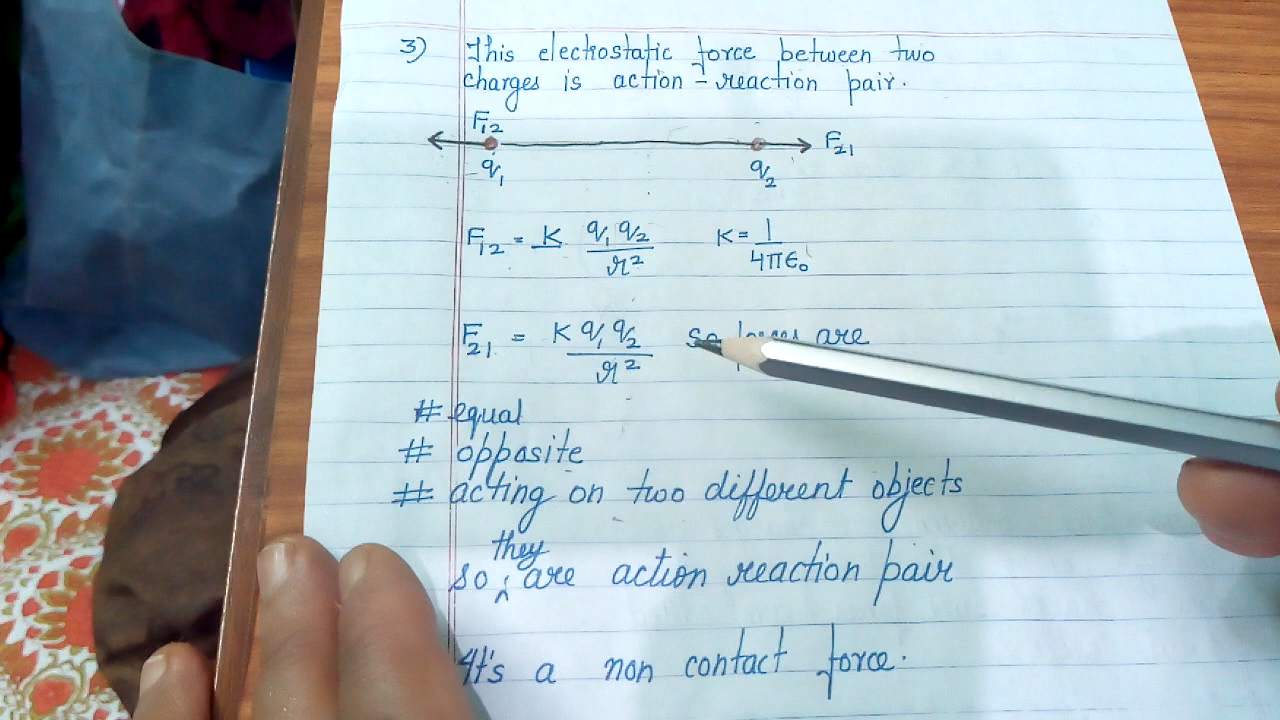 3) This electrostatic force between two
charges is action - reaction pair.
F12
F21
q1
q2
F12 = K q1 q2 / r² K = 1 / 4πε0
F21 = K q1 q2 / r² so are
# equal
# opposite
# acting on two different objects
they
so, are action reaction pair
It's a non contact force.